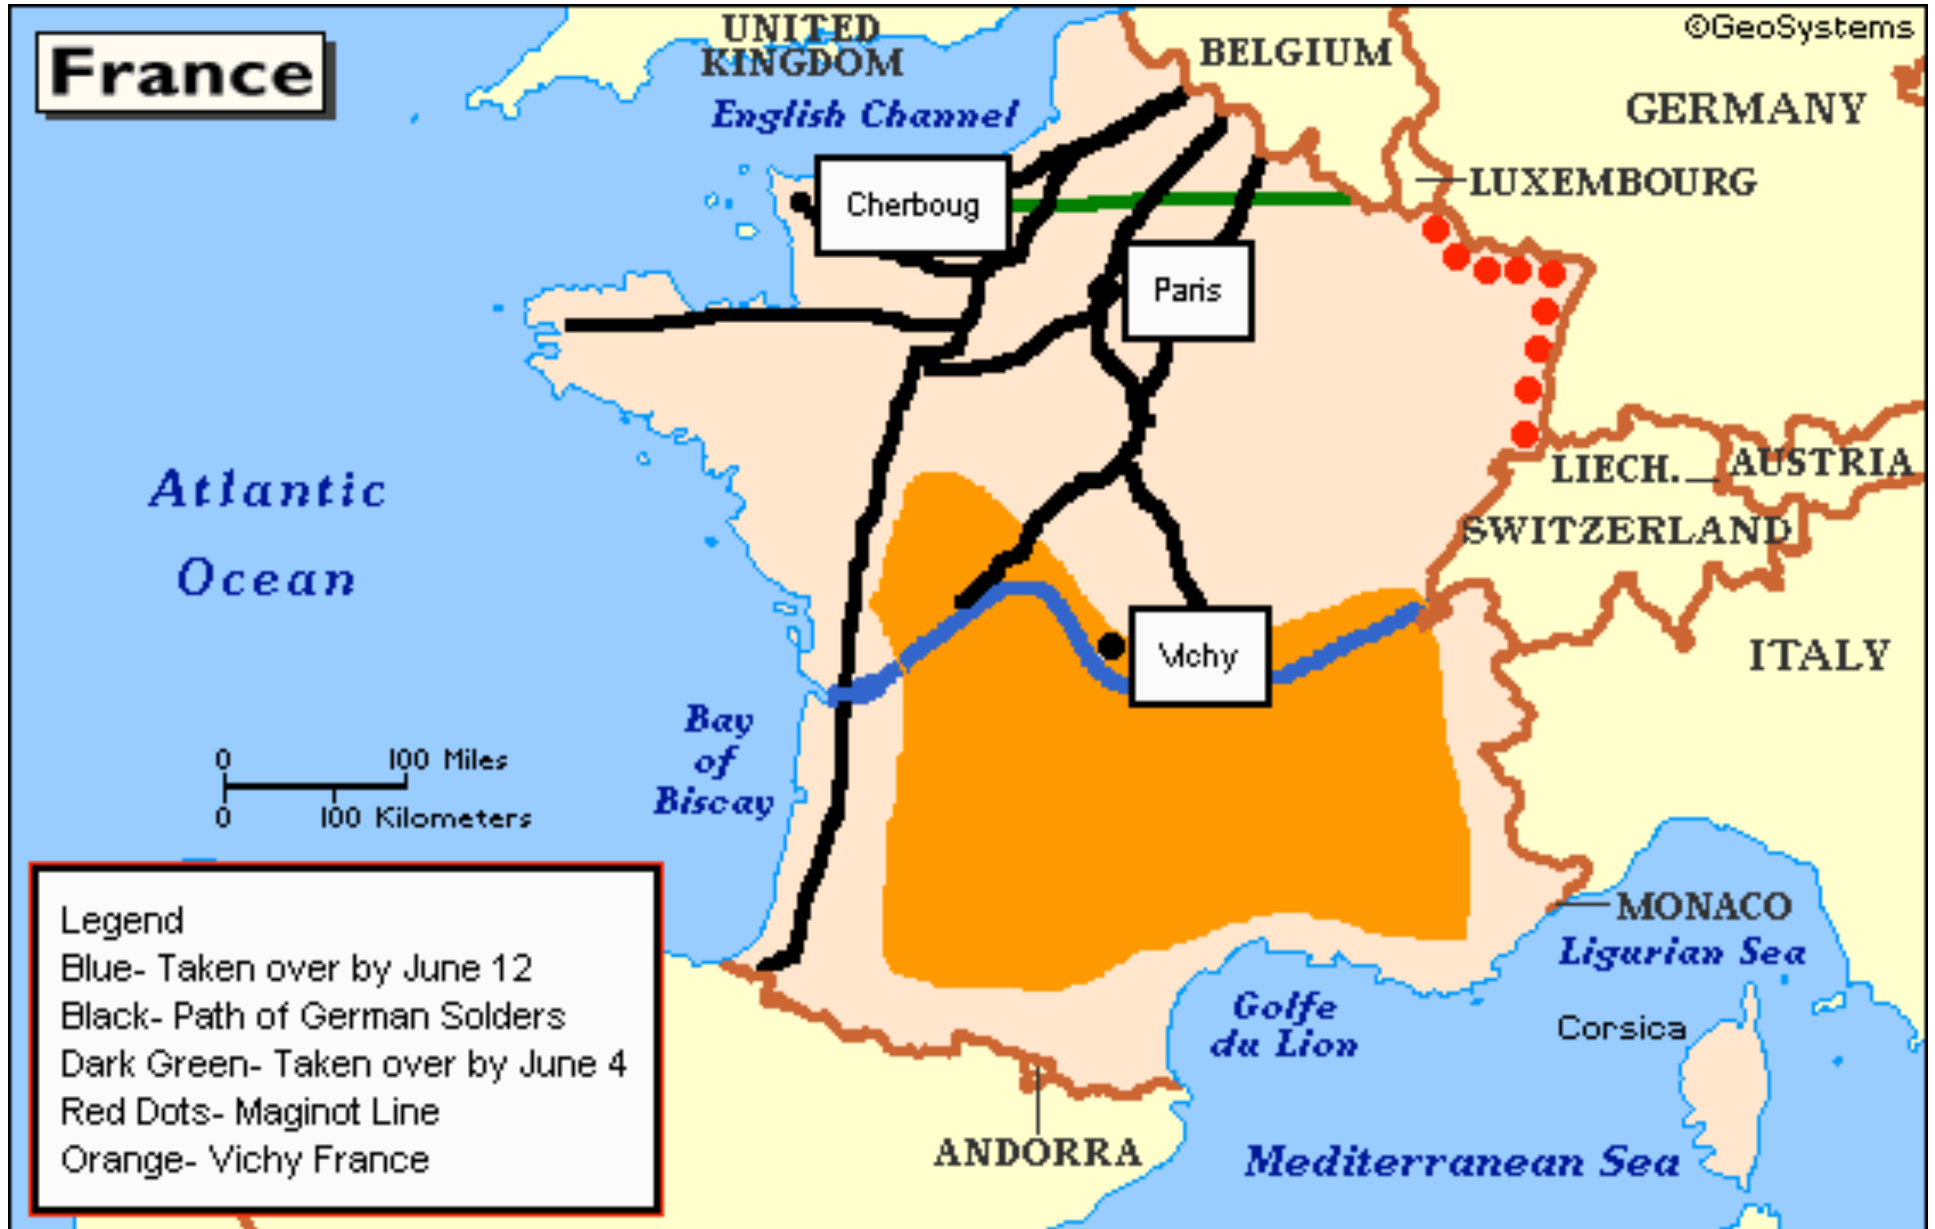 France
UNITED
KINGDOM
BELGIUM
©GeoSystems
GERMANY
English Channel
LUXEMBOURG
Cherboug
Paris
LIECH.
AUSTRIA
SWITZERLAND
Atlantic
Ocean
Vichy
ITALY
Bay
of
Biscay
0 100 Miles
0 100 Kilometers
MONACO
Ligurian Sea
Golfe
du Lion
Corsica
ANDORRA
Mediterranean Sea
Legend
Blue- Taken over by June 12
Black- Path of German Solders
Dark Green- Taken over by June 4
Red Dots- Maginot Line
Orange- Vichy France